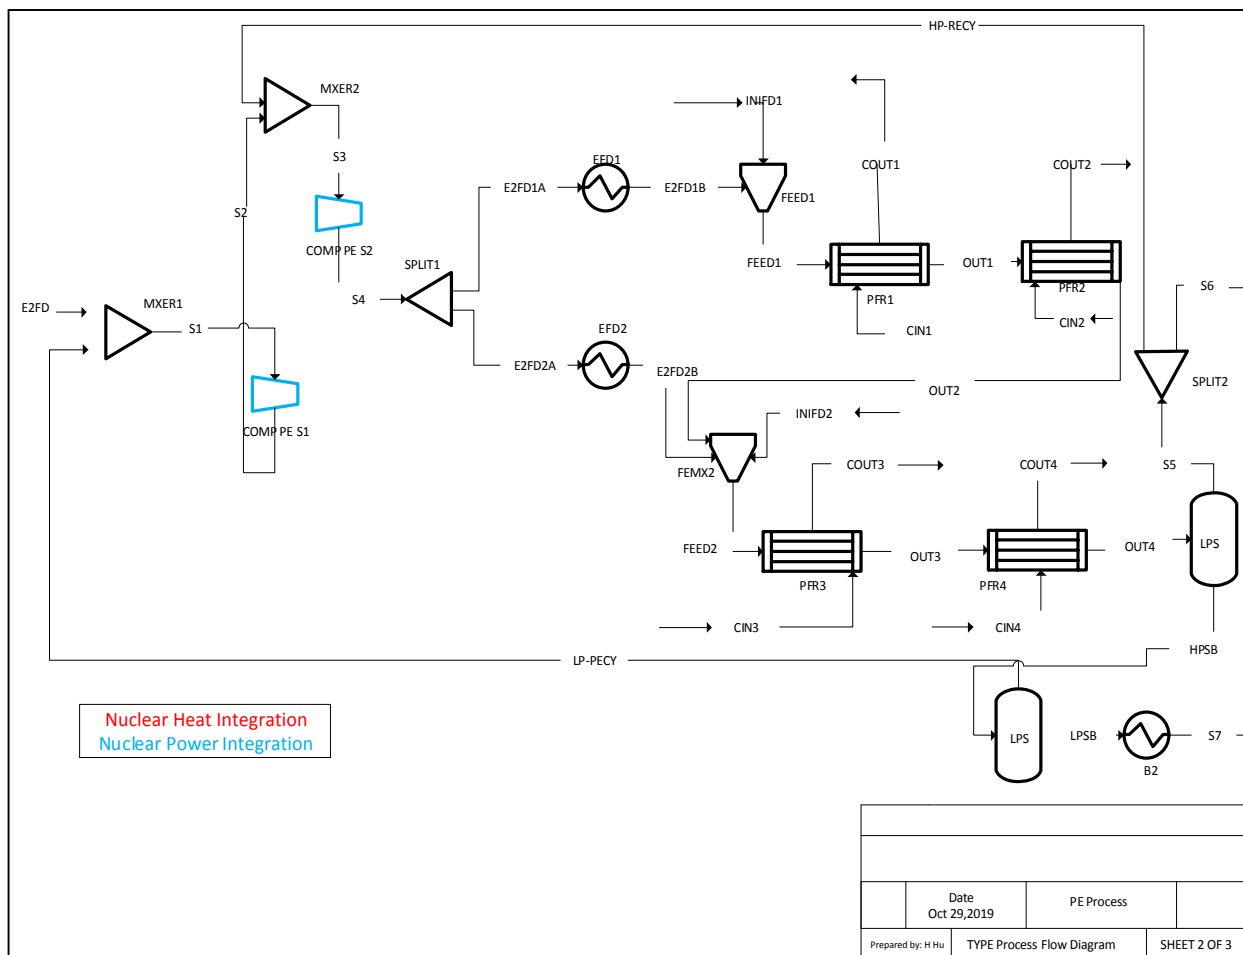 HP-RECY
MXER2
INIFD1
S3
EFD1
COUT1
COUT2
E2FD1A
E2FD1B
FEED1
S2
COMP PE S2
SPLIT1
FEED1
OUT1
PFR1
PFR2
S6
E2FD
MXER1
S1
S4
EFD2
CIN1
CIN2
E2FD2A
E2FD2B
OUT2
SPLIT2
INIFD2
COMP PE S1
FEMX2
COUT3
COUT4
S5
FEED2
OUT3
OUT4
LPS
PFR3
PFR4
CIN3
CIN4
HPSB
LP-PECY
Nuclear Heat Integration
Nuclear Power Integration
LPS
LPSB
S7
B2
Date
Oct 29,2019
PE Process
Prepared by: H Hu
TYPE Process Flow Diagram
SHEET 2 OF 3